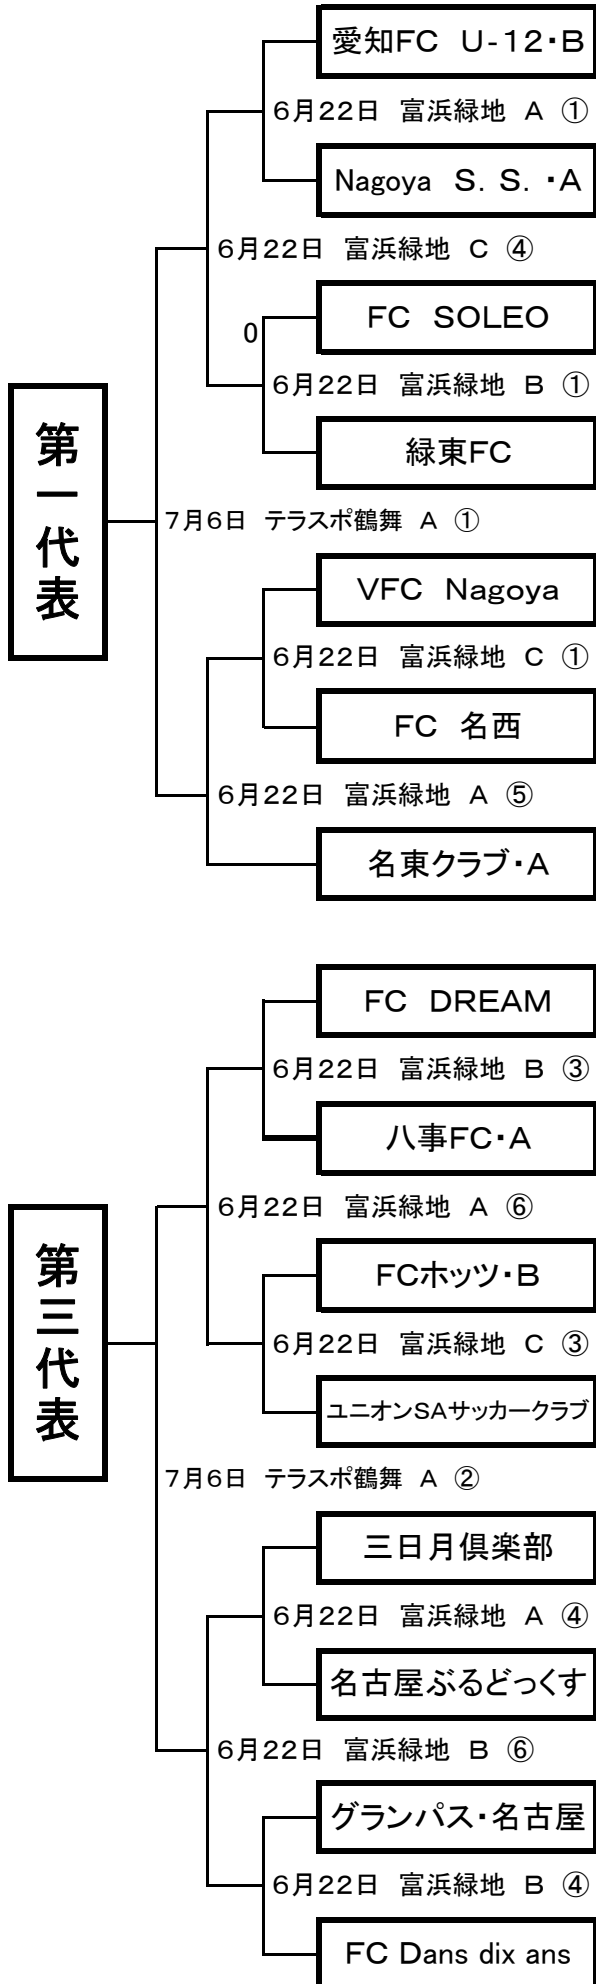 愛知FC　U-12・B
6月22日　富浜緑地　A　①
Nagoya　S．S．・A
6月22日　富浜緑地　C　④
FC　SOLEO
0
6月22日　富浜緑地　B　①
緑東FC
第一代表
7月6日　テラスポ鶴舞　A　①
VFC　Nagoya
6月22日　富浜緑地　C　①
FC　名西
6月22日　富浜緑地　A　⑤
名東クラブ・A
FC　DREAM
6月22日　富浜緑地　B　③
八事FC・A
6月22日　富浜緑地　A　⑥
FCホッツ・B
第三代表
6月22日　富浜緑地　C　③
ユニオンSAサッカークラブ
7月6日　テラスポ鶴舞　A　②
三日月倶楽部
6月22日　富浜緑地　A　④
名古屋ぶるどっくす
6月22日　富浜緑地　B　⑥
グランパス・名古屋
6月22日　富浜緑地　B　④
FC Dans dix ans